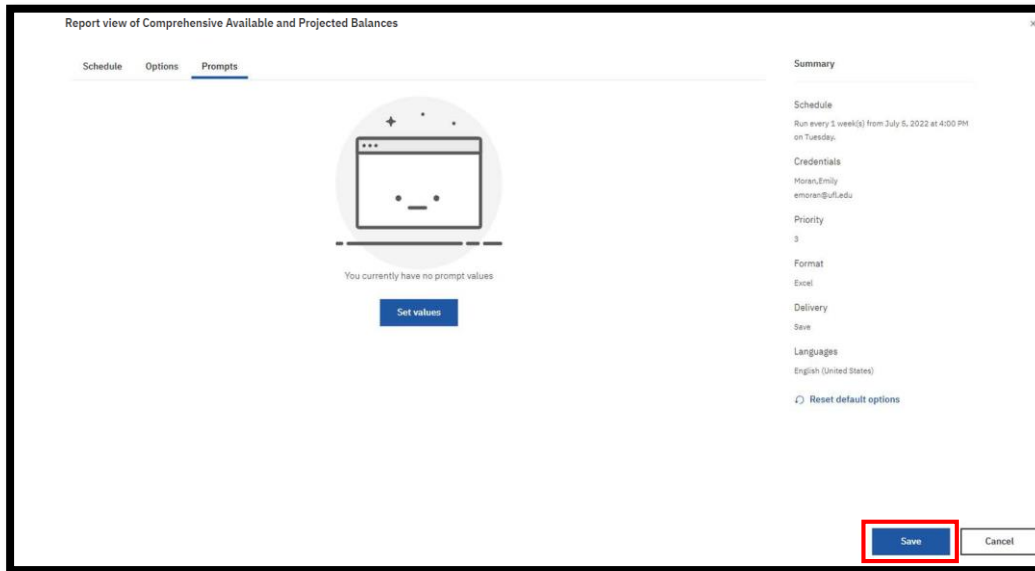 Report view of Comprehensive Available and Projected Balances
Schedule Options Prompts
You currently have no prompt values
Set values
Summary
Schedule
Run every 1 week(s) from July 5, 2022 at 4:00 PM
on Tuesday.
Credentials
Moran,Emily
emoran@ufl.edu
Priority
3
Format
Excel
Delivery
Save
Languages
English (United States)
Reset default options
Save Cancel